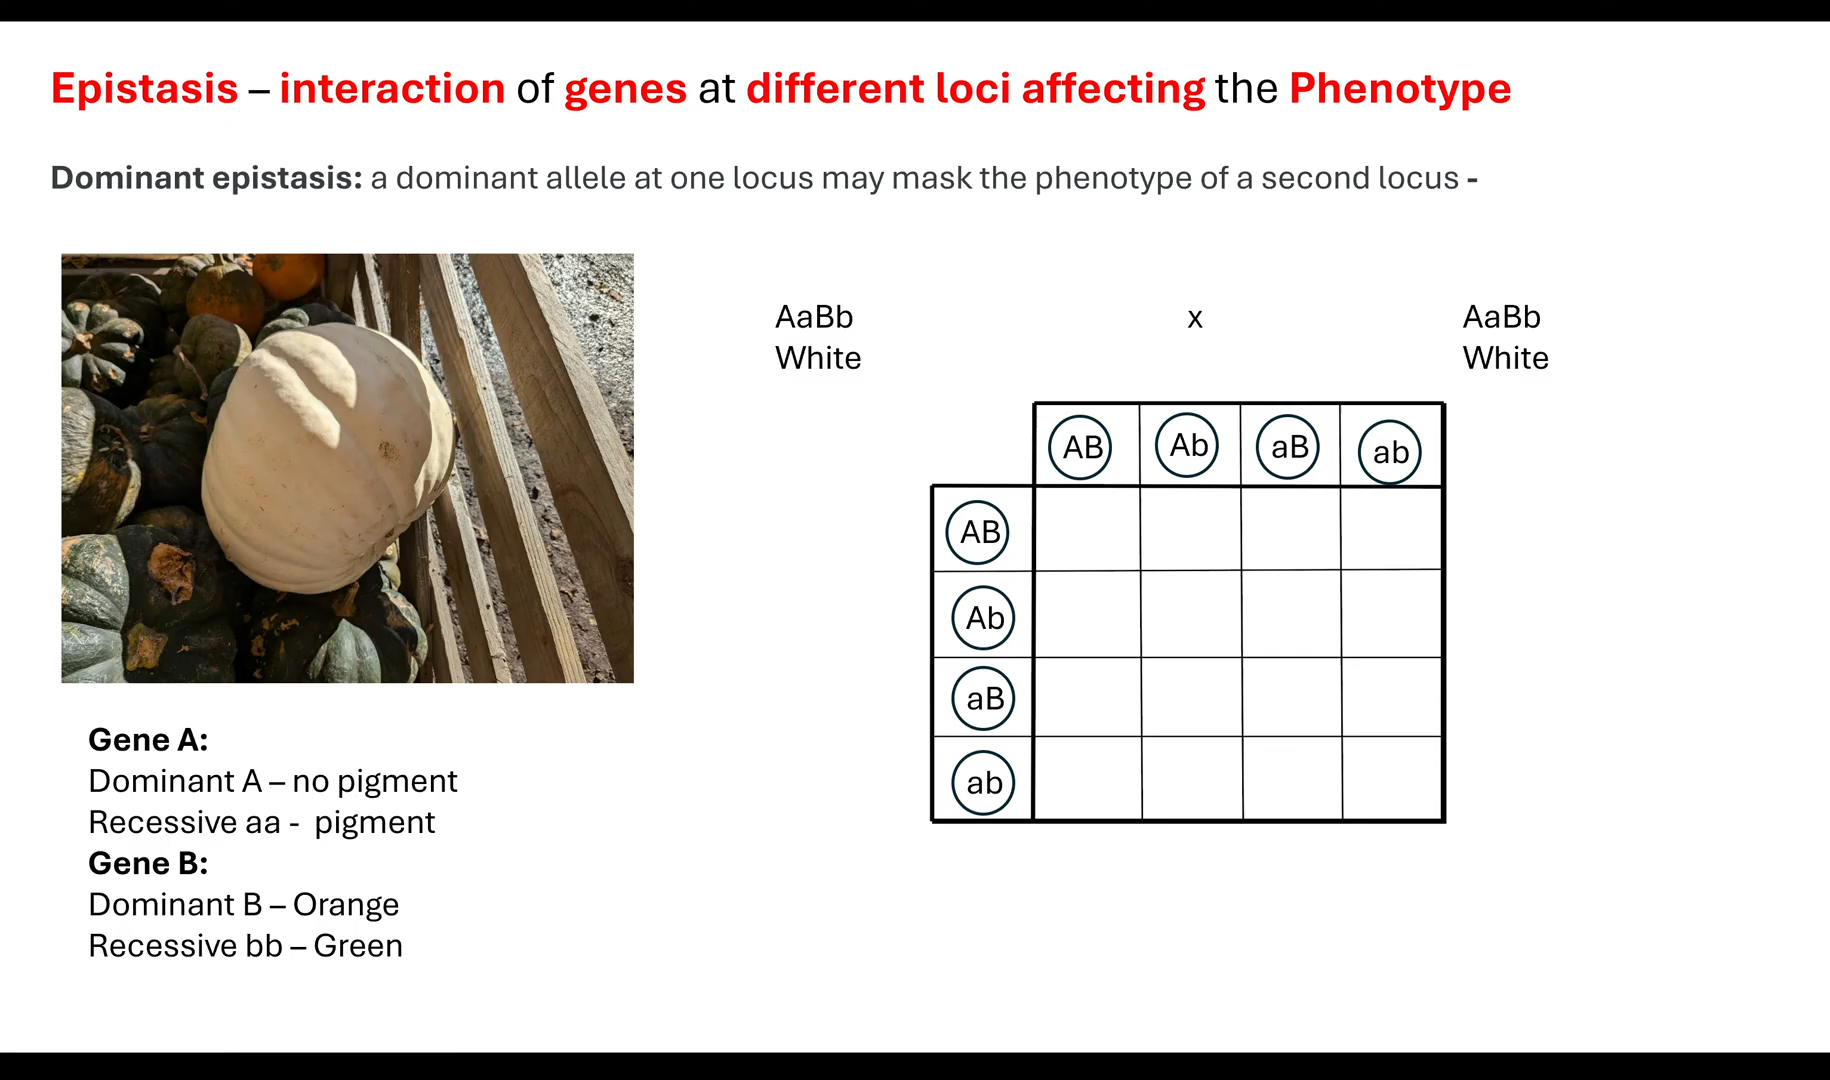 Epistasis – interaction of genes at different loci affecting the Phenotype
Dominant epistasis: a dominant allele at one locus may mask the phenotype of a second locus -
AaBb x AaBb
White White
AB Ab aB ab
AB
Ab
aB
ab
Gene A:
Dominant A – no pigment
Recessive aa - pigment
Gene B:
Dominant B – Orange
Recessive bb – Green